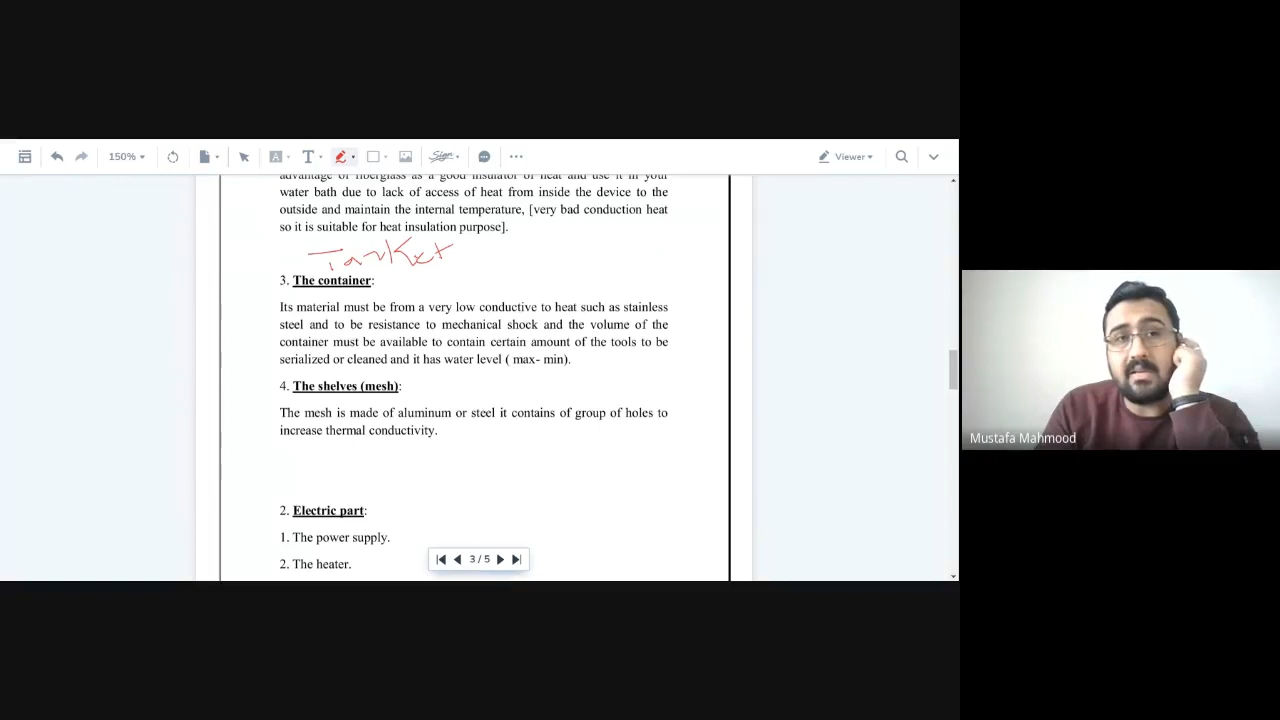 150%
T
Sign
Viewer
advantage of fiberglass as a good insulator of heat and use it in your
water bath due to lack of access of heat from inside the device to the
outside and maintain the internal temperature, [very bad conduction heat
so it is suitable for heat insulation purpose].
3. The container:
Its material must be from a very low conductive to heat such as stainless
steel and to be resistance to mechanical shock and the volume of the
container must be available to contain certain amount of the tools to be
serialized or cleaned and it has water level ( max- min).
4. The shelves (mesh):
The mesh is made of aluminum or steel it contains of group of holes to
increase thermal conductivity.
2. Electric part:
1. The power supply.
2. The heater.
3 / 5
Mustafa Mahmood